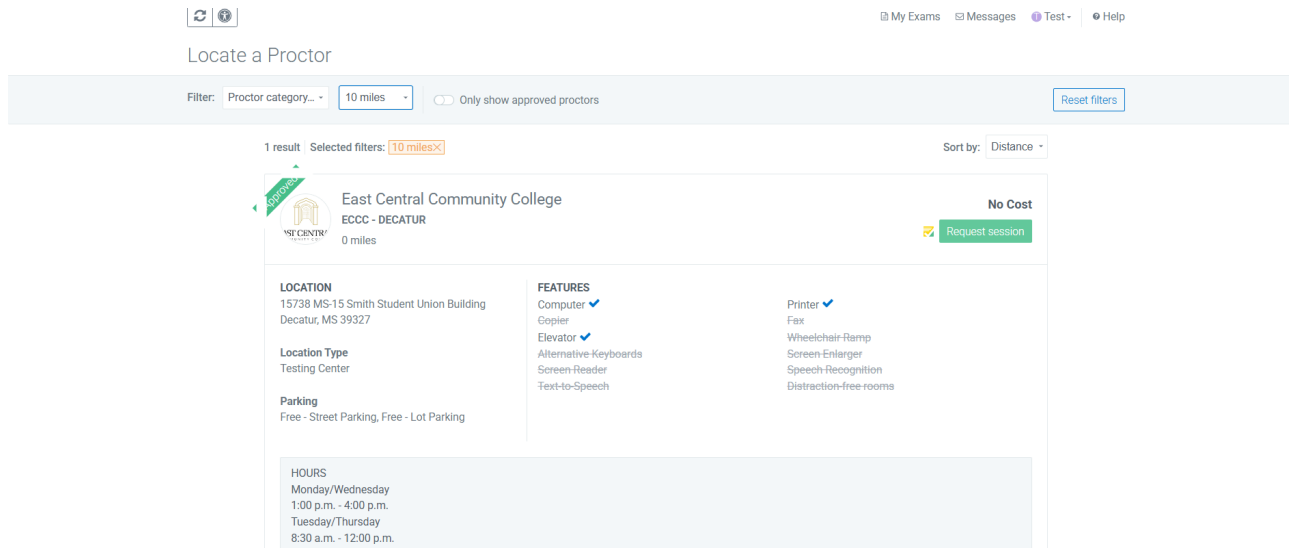 My Exams Messages Test Help
Locate a Proctor
Filter: Proctor category... 10 miles Only show approved proctors Reset filters
1 result Selected filters: 10 miles× Sort by: Distance
Approved
East Central Community College
ECCC - DECATUR
0 miles
No Cost
Request session
LOCATION
15738 MS-15 Smith Student Union Building
Decatur, MS 39327
Location Type
Testing Center
Parking
Free - Street Parking, Free - Lot Parking
FEATURES
Computer
Copier
Elevator
Alternative Keyboards
Screen Reader
Text-to-Speech
Printer
Fax
Wheelchair Ramp
Screen Enlarger
Speech Recognition
Distraction-free rooms
HOURS
Monday/Wednesday
1:00 p.m. - 4:00 p.m.
Tuesday/Thursday
8:30 a.m. - 12:00 p.m.